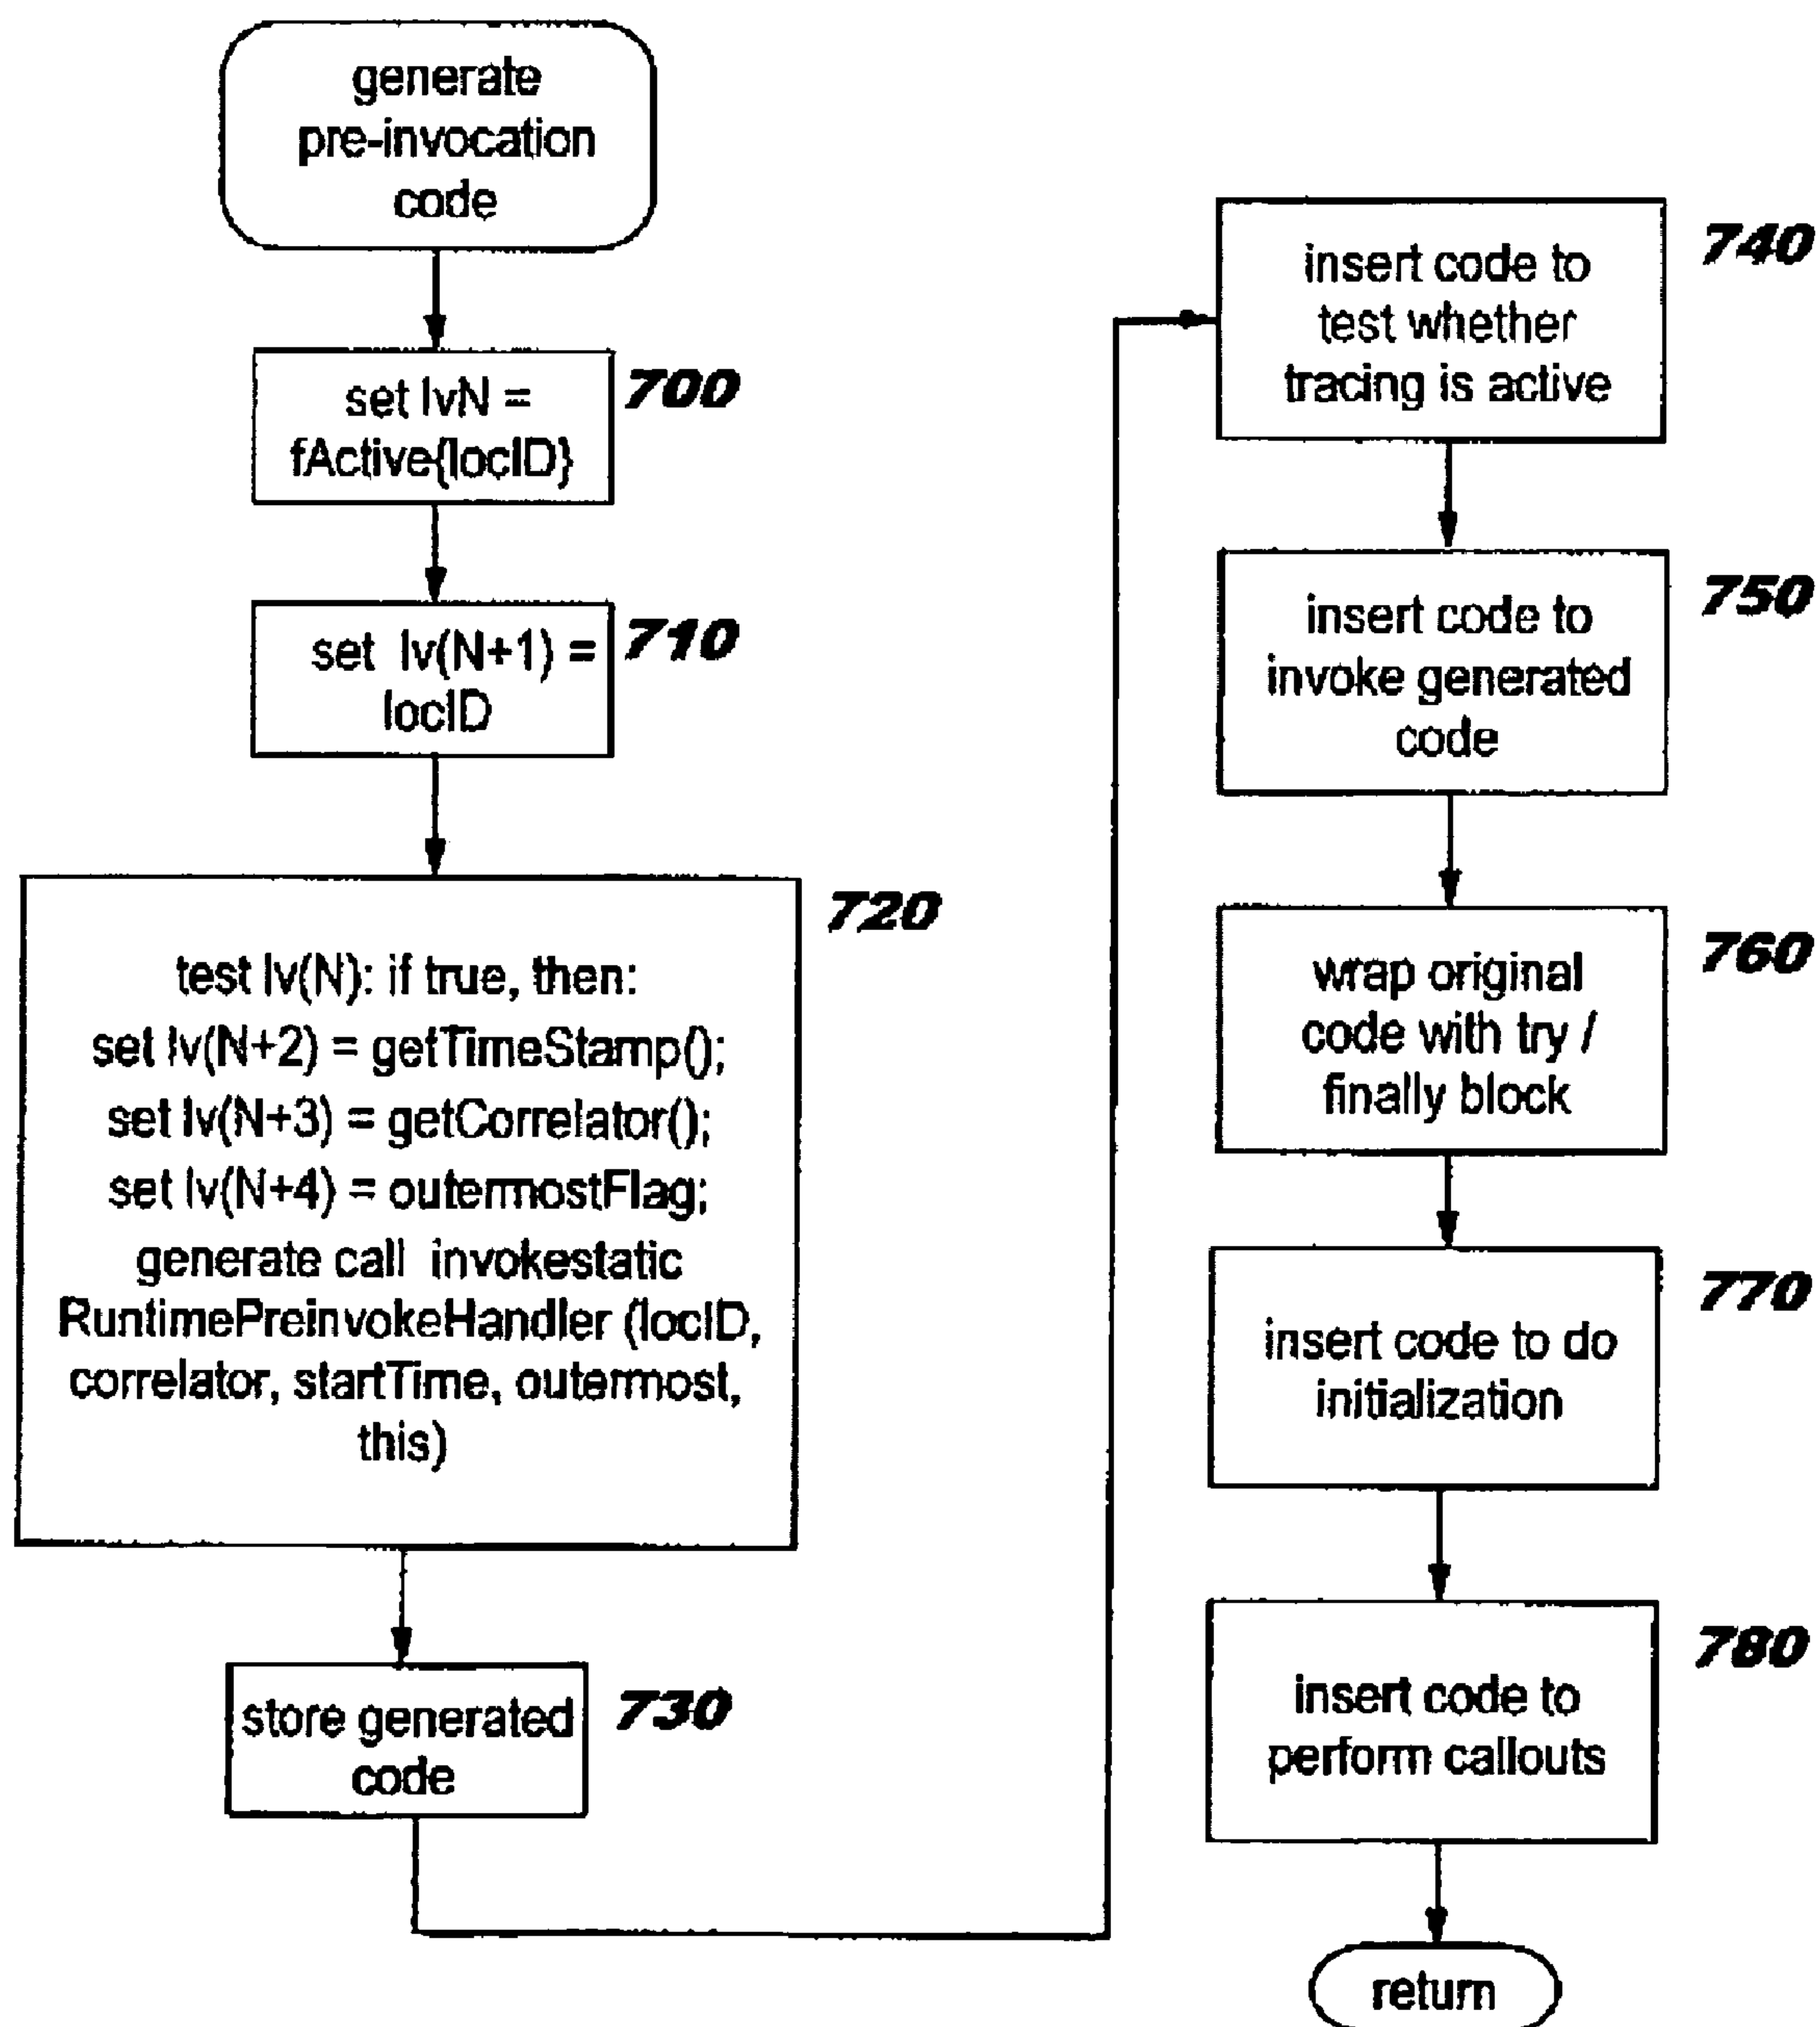 generate
pre-invocation
code
set lvN =
fActive{locID}
700
set lv(N+1) =
locID
710
720
test lv(N): if true, then:
set lv(N+2) = getTimeStamp();
set lv(N+3) = getCorrelator();
set lv(N+4) = outermostFlag;
generate call invokestatic
RuntimePreinvokeHandler (locID,
correlator, startTime, outermost,
this)
store generated
code
730
740
insert code to
test whether
tracing is active
750
insert code to
invoke generated
code
760
wrap original
code with try /
finally block
770
insert code to do
initialization
780
insert code to
perform callouts
return